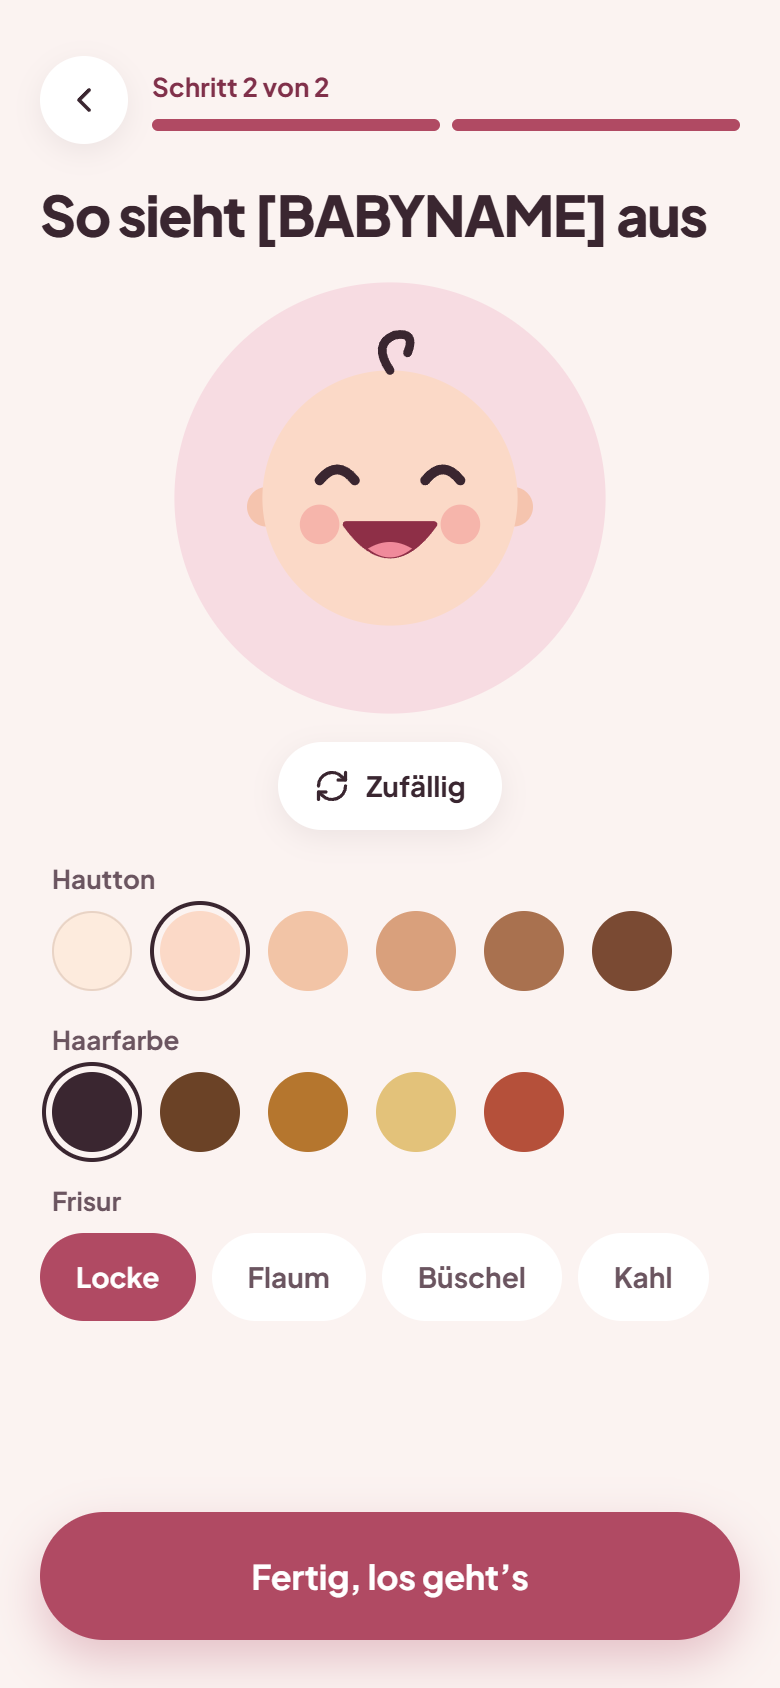 Schritt 2 von 2
So sieht [BABYNAME] aus
Zufällig
Hautton
Haarfarbe
Frisur
Locke Flaum Büschel Kahl
Fertig, los geht’s